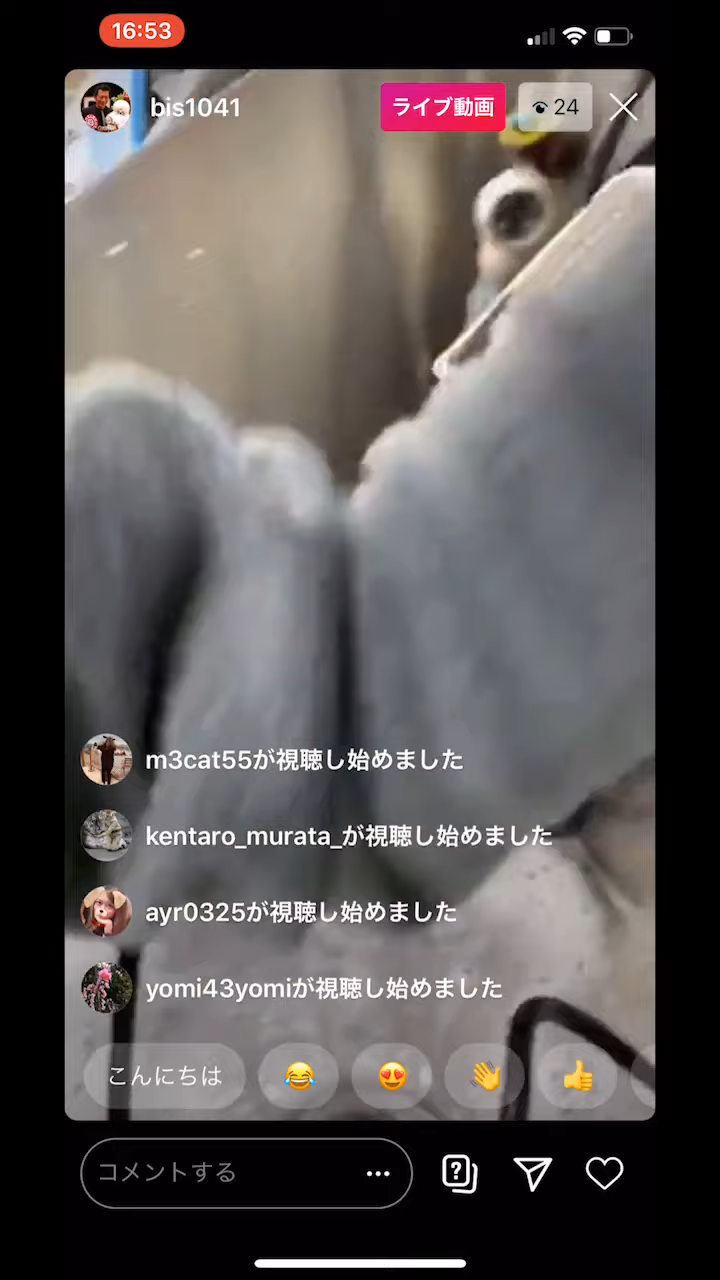 16:53
bis1041
ライブ動画
24
m3cat55が視聴し始めました
kentaro_murata_が視聴し始めました
ayr0325が視聴し始めました
yomi43yomiが視聴し始めました
こんにちは
コメントする